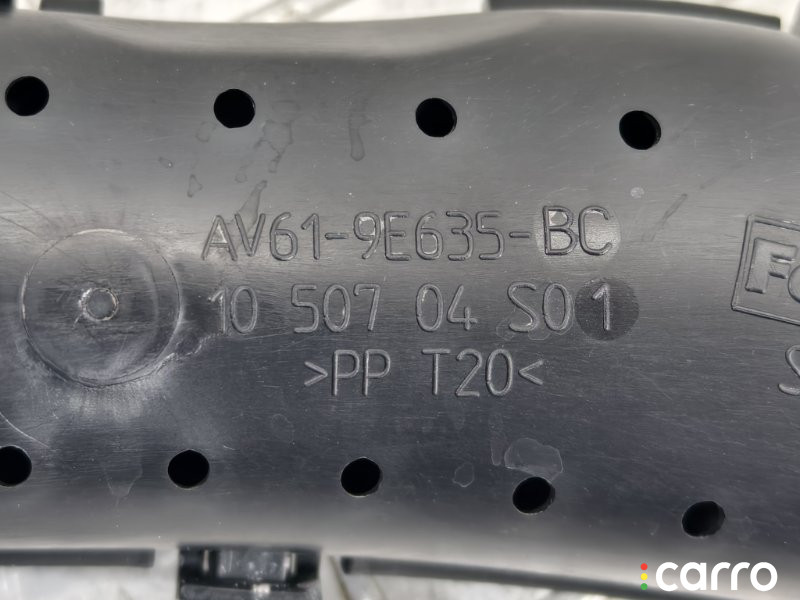 AV61-9E635-BC
10 507 04 S01
>PP T20<
carro